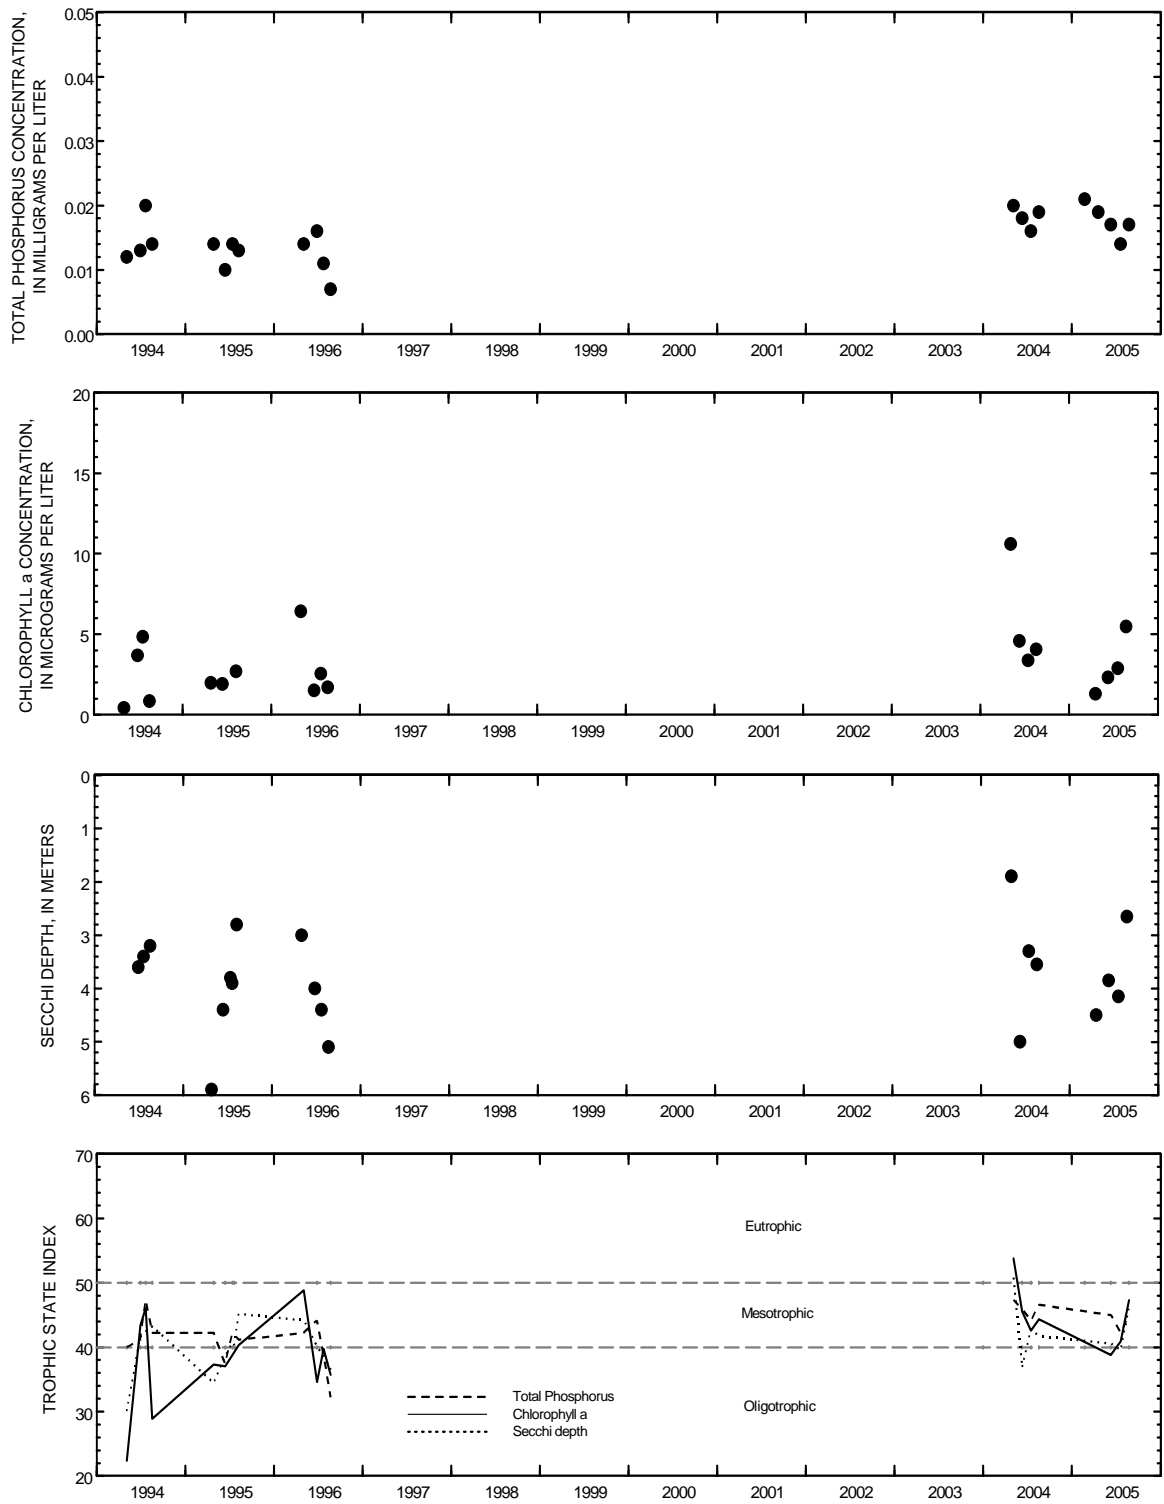 TOTAL PHOSPHORUS CONCENTRATION,
IN MILLIGRAMS PER LITER
0.05
0.04
0.03
0.02
0.01
0.00
1994 1995 1996 1997 1998 1999 2000 2001 2002 2003 2004 2005
CHLOROPHYLL a CONCENTRATION,
IN MICROGRAMS PER LITER
20
15
10
5
0
1994 1995 1996 1997 1998 1999 2000 2001 2002 2003 2004 2005
SECCHI DEPTH, IN METERS
0
1
2
3
4
5
6
1994 1995 1996 1997 1998 1999 2000 2001 2002 2003 2004 2005
TROPHIC STATE INDEX
70
60
50
40
30
20
Eutrophic
Mesotrophic
Oligotrophic
Total Phosphorus
Chlorophyll a
Secchi depth
1994 1995 1996 1997 1998 1999 2000 2001 2002 2003 2004 2005